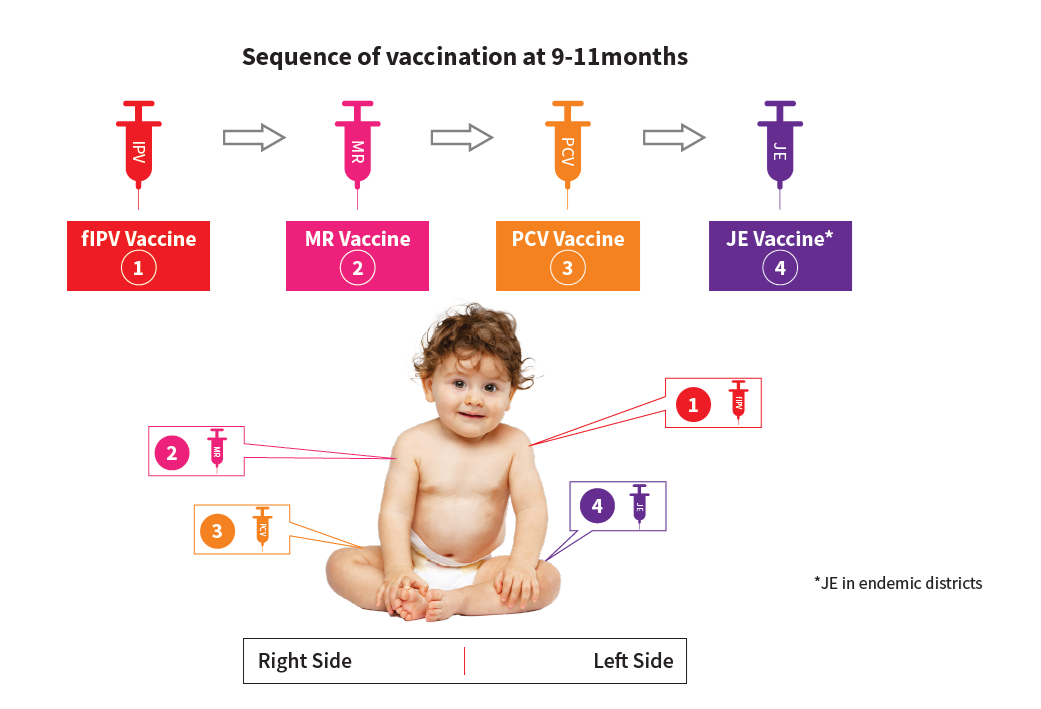 Sequence of vaccination at 9-11months
IPV
MR
PCV
JE
fIPV Vaccine
1
MR Vaccine
2
PCV Vaccine
3
JE Vaccine*
4
1
fIPV
2
MR
3
PCV
4
JE
*JE in endemic districts
Right Side
Left Side